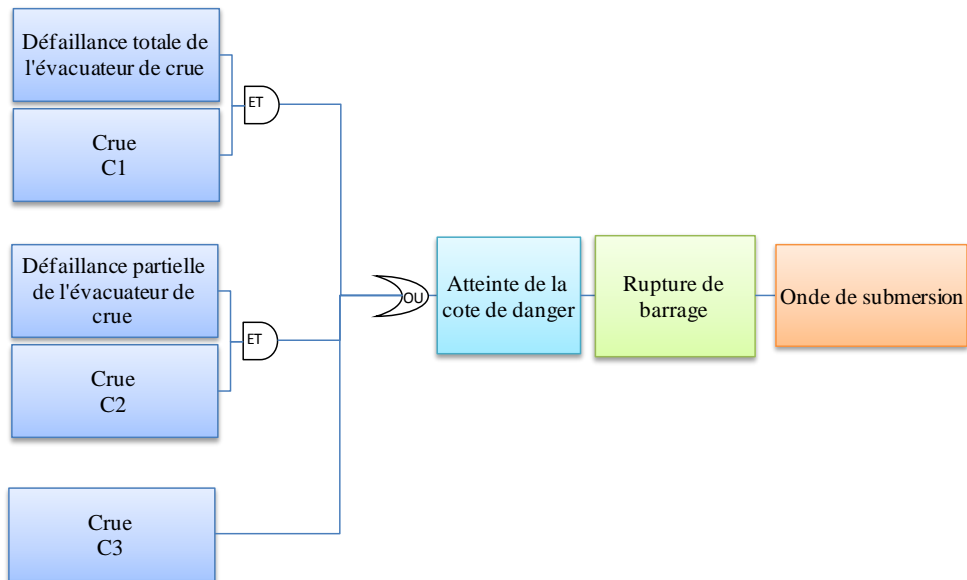 Défaillance totale de
l'évacuateur de crue
ET
Crue
C1
Défaillance partielle
de l'évacuateur de
crue
ET
Crue
C2
Crue
C3
OU
Atteinte de la
cote de danger
Rupture de
barrage
Onde de submersion